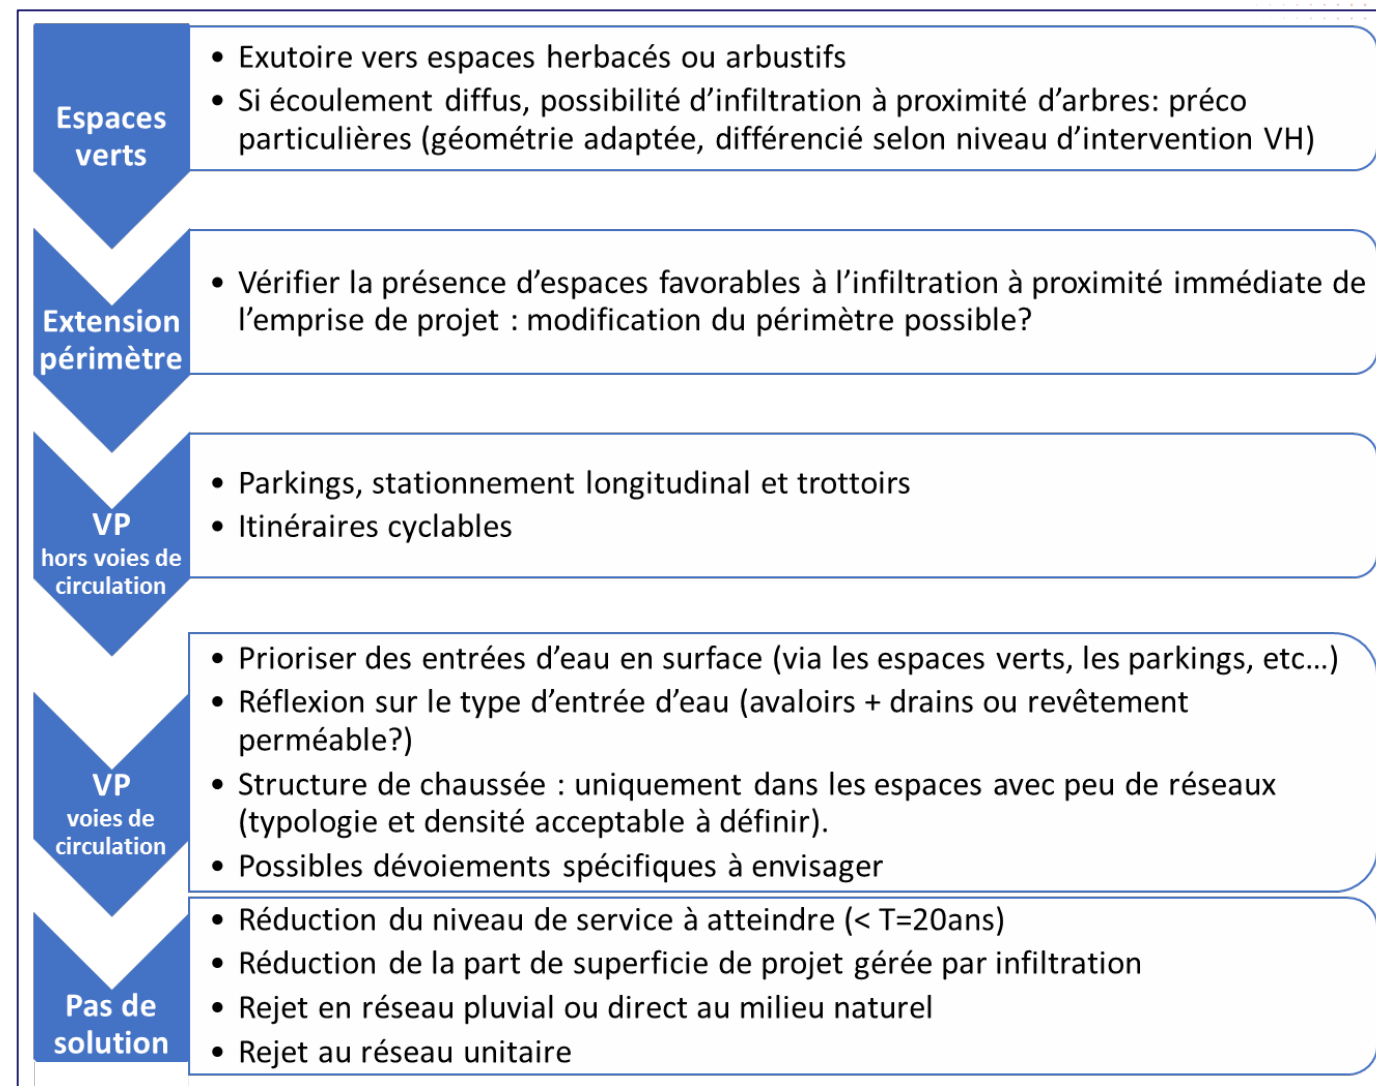 Espaces
verts
• Exutoire vers espaces herbacés ou arbustifs
• Si écoulement diffus, possibilité d'infiltration à proximité d'arbres: préco
particulières (géométrie adaptée, différencié selon niveau d'intervention VH)
Extension
périmètre
• Vérifier la présence d'espaces favorables à l'infiltration à proximité immédiate de
l'emprise de projet : modification du périmètre possible?
VP
hors voies de
circulation
• Parkings, stationnement longitudinal et trottoirs
• Itinéraires cyclables
VP
voies de
circulation
• Prioriser des entrées d'eau en surface (via les espaces verts, les parkings, etc...)
• Réflexion sur le type d'entrée d'eau (avaloirs + drains ou revêtement
perméable?)
• Structure de chaussée : uniquement dans les espaces avec peu de réseaux
(typologie et densité acceptable à définir).
• Possibles dévoiements spécifiques à envisager
Pas de
solution
• Réduction du niveau de service à atteindre (< T=20ans)
• Réduction de la part de superficie de projet gérée par infiltration
• Rejet en réseau pluvial ou direct au milieu naturel
• Rejet au réseau unitaire